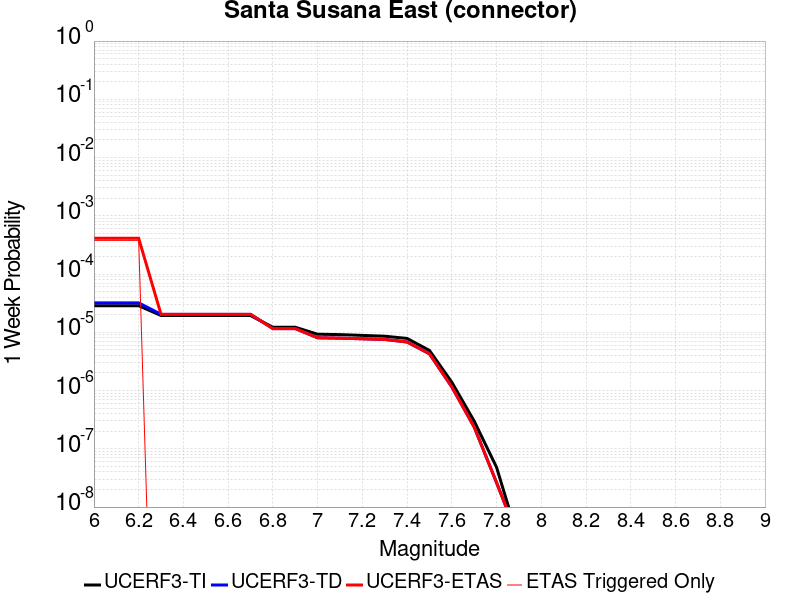 Santa Susana East (connector)
10^0
10^-1
10^-2
10^-3
10^-4
10^-5
10^-6
10^-7
10^-8
1 Week Probability
6 6.2 6.4 6.6 6.8 7 7.2 7.4 7.6 7.8 8 8.2 8.4 8.6 8.8 9
Magnitude
UCERF3-TI UCERF3-TD UCERF3-ETAS ETAS Triggered Only